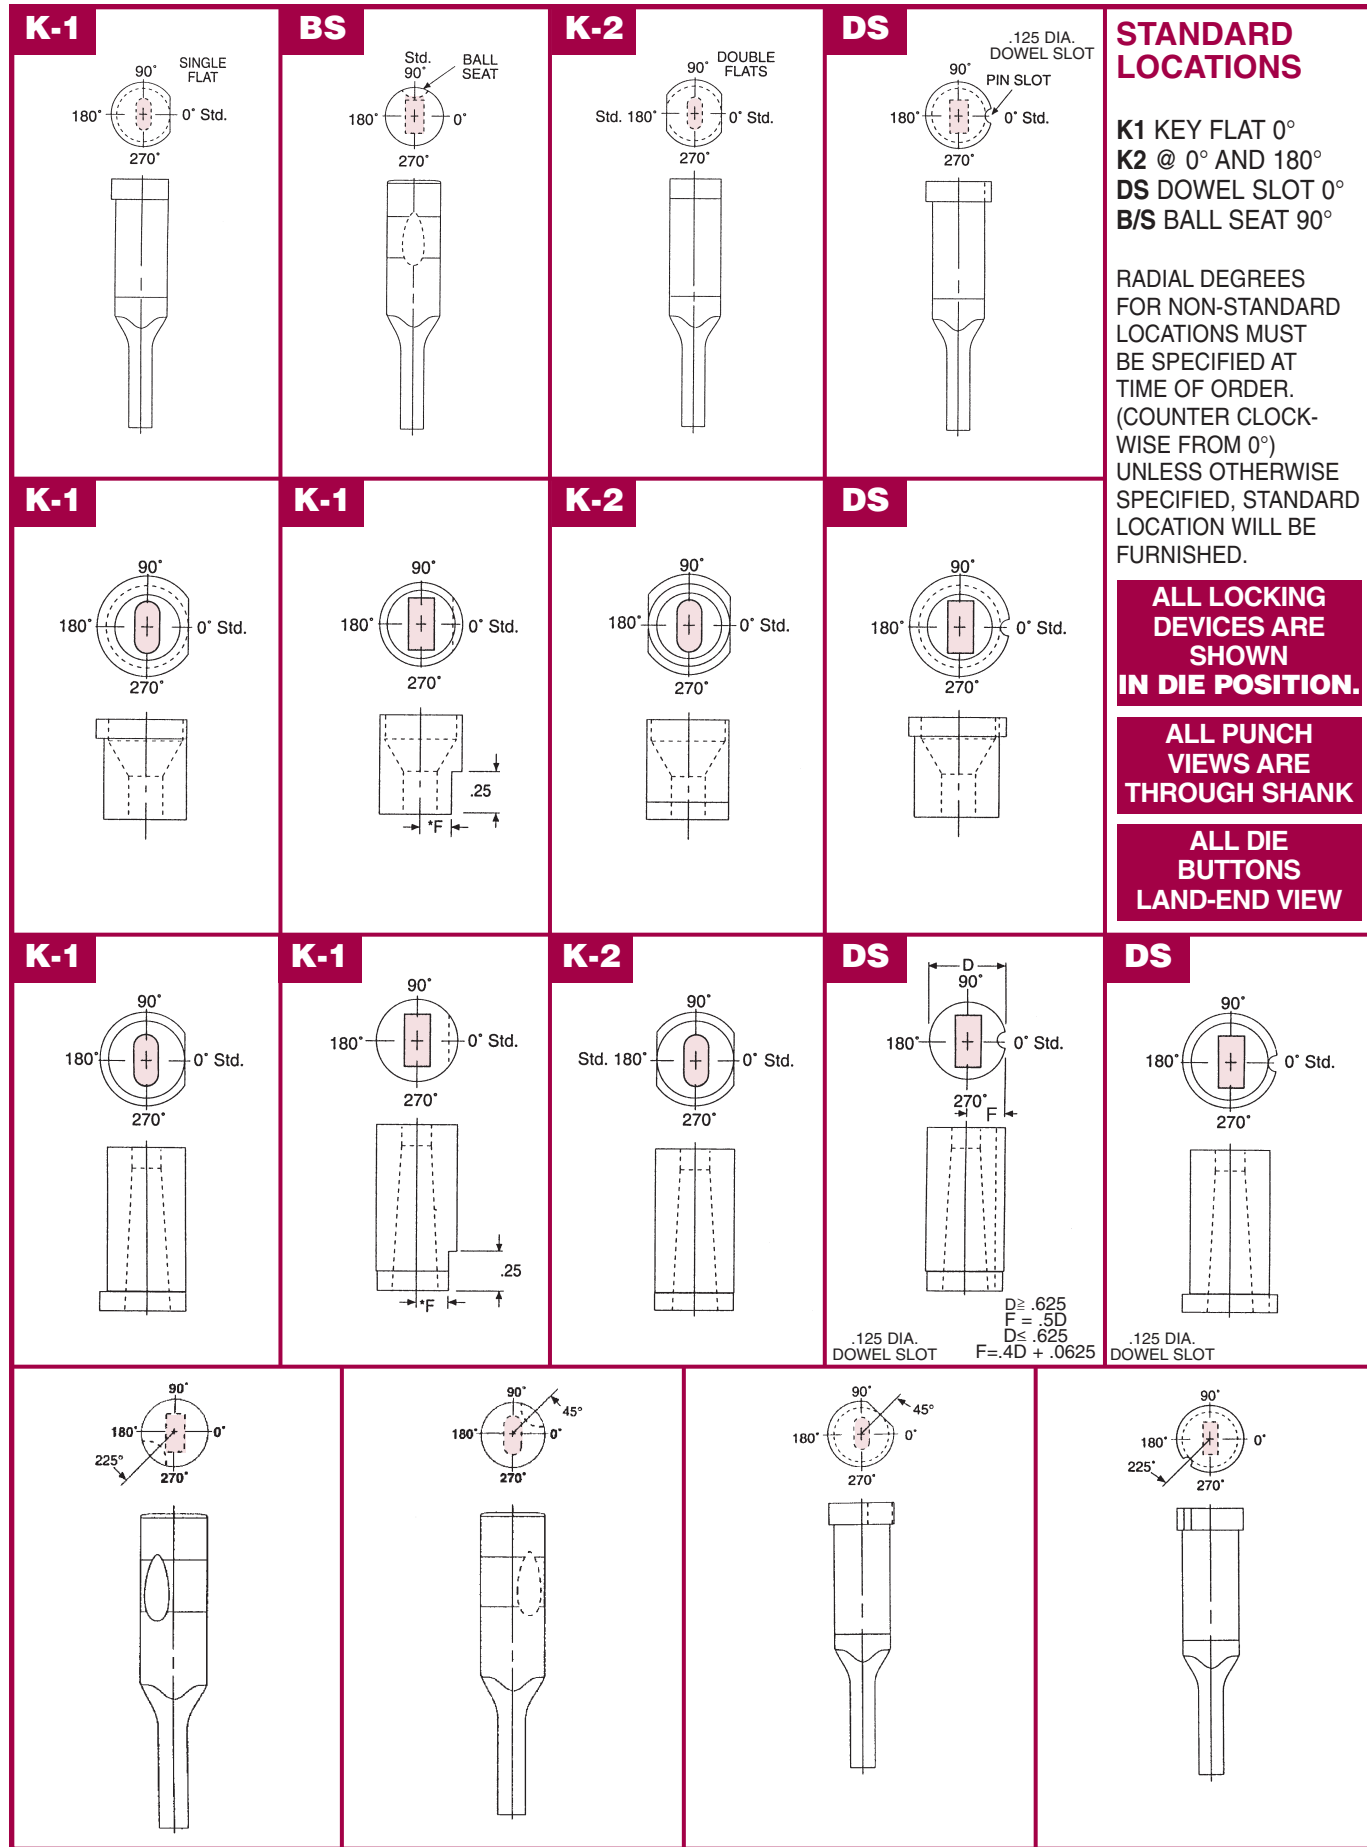 K-1
SINGLE
FLAT
90°
180°
0° Std.
270°
BS
Std.
90°
BALL
SEAT
180°
0°
270°
K-2
DOUBLE
FLATS
90°
Std. 180°
0° Std.
270°
DS
.125 DIA.
DOWEL SLOT
90°
PIN SLOT
180°
0° Std.
270°
STANDARD
LOCATIONS
K1 KEY FLAT 0°
K2 @ 0° AND 180°
DS DOWEL SLOT 0°
B/S BALL SEAT 90°
RADIAL DEGREES
FOR NON-STANDARD
LOCATIONS MUST
BE SPECIFIED AT
TIME OF ORDER.
(COUNTER CLOCK-
WISE FROM 0°)
UNLESS OTHERWISE
SPECIFIED, STANDARD
LOCATION WILL BE
FURNISHED.
ALL LOCKING
DEVICES ARE
SHOWN
IN DIE POSITION.
ALL PUNCH
VIEWS ARE
THROUGH SHANK
ALL DIE
BUTTONS
LAND-END VIEW
K-1
90°
180°
0° Std.
270°
K-1
90°
180°
0° Std.
270°
.25
*F
K-2
90°
180°
0° Std.
270°
DS
90°
180°
0° Std.
270°
K-1
90°
180°
0° Std.
270°
K-1
90°
180°
0° Std.
270°
.25
*F
K-2
90°
Std. 180°
0° Std.
270°
DS
D
90°
180°
0° Std.
270°
F
D≧ .625
F = .5D
D≤ .625
F=.4D + .0625
.125 DIA.
DOWEL SLOT
DS
90°
180°
0° Std.
270°
.125 DIA.
DOWEL SLOT
90°
180°
0°
225°
270°
90°
45°
180°
0°
270°
90°
45°
180°
0°
270°
90°
180°
0°
225°
270°